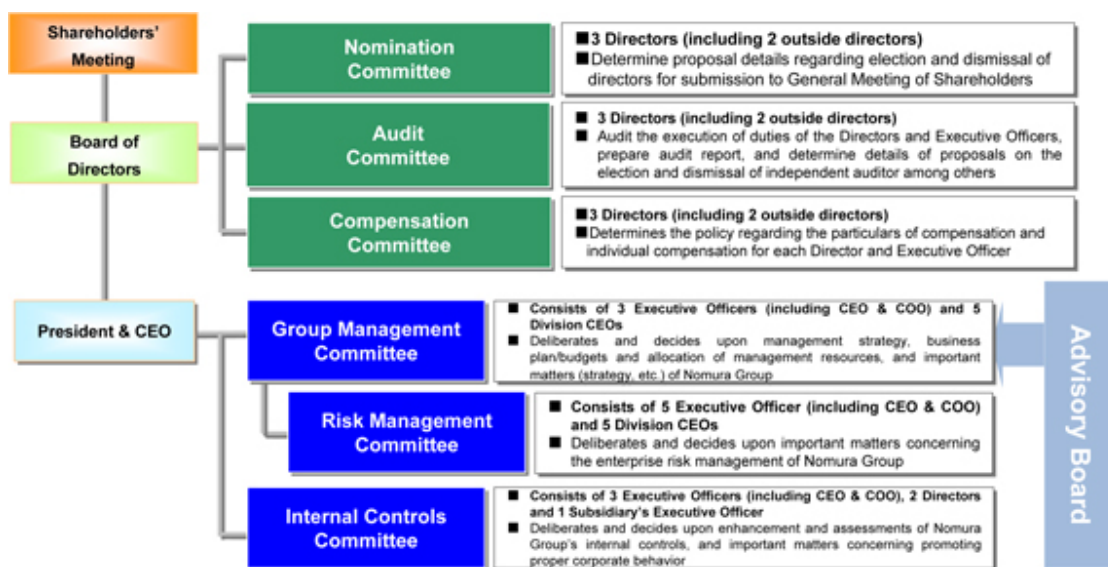 Shareholders'
Meeting
Board of
Directors
President & CEO
Nomination
Committee
■3 Directors (including 2 outside directors)
■Determine proposal details regarding election and dismissal of
directors for submission to General Meeting of Shareholders
Audit
Committee
■ 3 Directors (including 2 outside directors)
■ Audit the execution of duties of the Directors and Executive Officers,
prepare audit report, and determine details of proposals on the
election and dismissal of independent auditor among others
Compensation
Committee
■3 Directors (including 2 outside directors)
■Determines the policy regarding the particulars of compensation and
individual compensation for each Director and Executive Officer
Group Management
Committee
■ Consists of 3 Executive Officers (including CEO & COO) and 5
Division CEOs
■ Deliberates and decides upon management strategy, business
plan/budgets and allocation of management resources, and important
matters (strategy, etc.) of Nomura Group
Risk Management
Committee
■ Consists of 5 Executive Officer (including CEO & COO)
and 5 Division CEOs
■ Deliberates and decides upon important matters concerning
the enterprise risk management of Nomura Group
Internal Controls
Committee
■ Consists of 3 Executive Officers (including CEO & COO), 2 Directors
and 1 Subsidiary's Executive Officer
■ Deliberates and decides upon enhancement and assessments of Nomura
Group's internal controls, and important matters concerning promoting
proper corporate behavior
Advisory Board